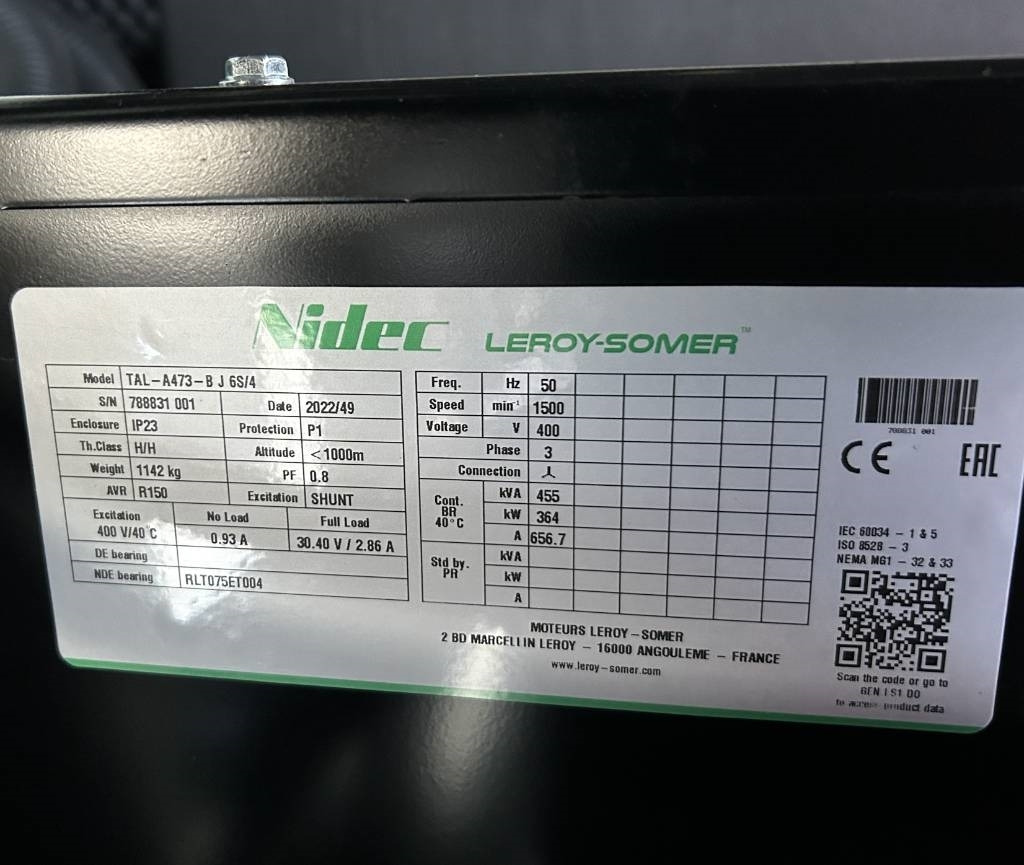 Nidec LEROY-SOMER™
Model TAL-A473-B J 6S/4
S/N 788831 001 Date 2022/49
Enclosure IP23 Protection P1
Th.Class H/H Altitude <1000m
Weight 1142 kg PF 0.8
AVR R150 Excitation SHUNT
Excitation No Load Full Load
400 V/40°C 0.93 A 30.40 V / 2.86 A
DE bearing
NDE bearing RLT075ET004
Freq. Hz 50
Speed min⁻¹ 1500
Voltage V 400
Phase 3
Connection
Cont. BR 40°C kVA 455
kW 364
A 656.7
Std by. PR kVA
kW
A
MOTEURS LEROY-SOMER
2 BD MARCELLIN LEROY - 16000 ANGOULEME - FRANCE
www.leroy-somer.com
788831 001
CE EAC
IEC 60034 - 1 & 5
ISO 8528 - 3
NEMA MG1 - 32 & 33
Scan the code or go to
to access product data